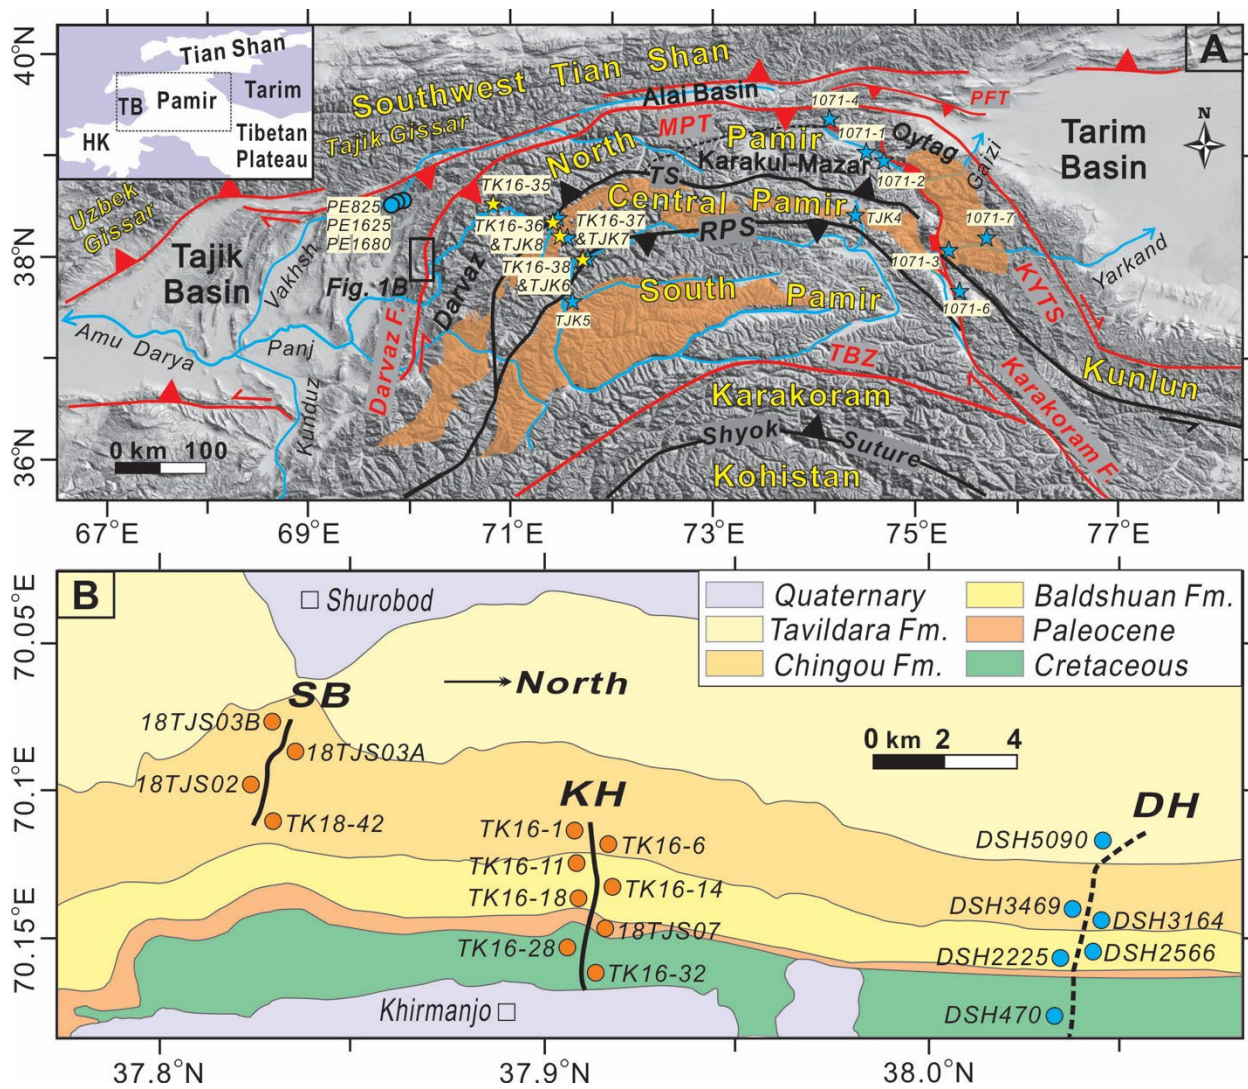 A
40°N
38°N
36°N
Tian Shan
TB
Pamir
Tarim
HK
Tibetan
Plateau
Southwest Tian Shan
Tajik Gissar
Uzbek
Gissar
Alai Basin
MPT
PFT
North
Pamir
Karakul-Mazar
Oytag
Gaizi
Tarim
Basin
N
1071-4
1071-1
1071-2
TK16-35
TS
Central Pamir
PE825
PE1625
PE1680
TK16-36
&TJK8
TK16-37
&TJK7
RPS
TJK4
1071-7
1071-3
Tajik
Basin
Vakhsh
Fig. 1B
Darvaz
TK16-38
&TJK6
South Pamir
TJK5
1071-6
KYTS
Yarkand
Amu Darya
Panj
Darvaz F.
TBZ
Kunduz
Karakoram
Karakoram F.
Kunlun
Shyok Suture
Kohistan
0 km 100
67°E
69°E
71°E
73°E
75°E
77°E
B
70.05°E
70.1°E
70.15°E
Shurobod
Quaternary
Baldshuan Fm.
Tavildara Fm.
Paleocene
Chingou Fm.
Cretaceous
North
SB
18TJS03B
18TJS03A
18TJS02
TK18-42
0 km 2 4
KH
TK16-1
TK16-6
TK16-11
TK16-14
TK16-18
18TJS07
TK16-28
TK16-32
DH
DSH5090
DSH3469
DSH3164
DSH2225
DSH2566
DSH470
Khirmanjo
37.8°N
37.9°N
38.0°N